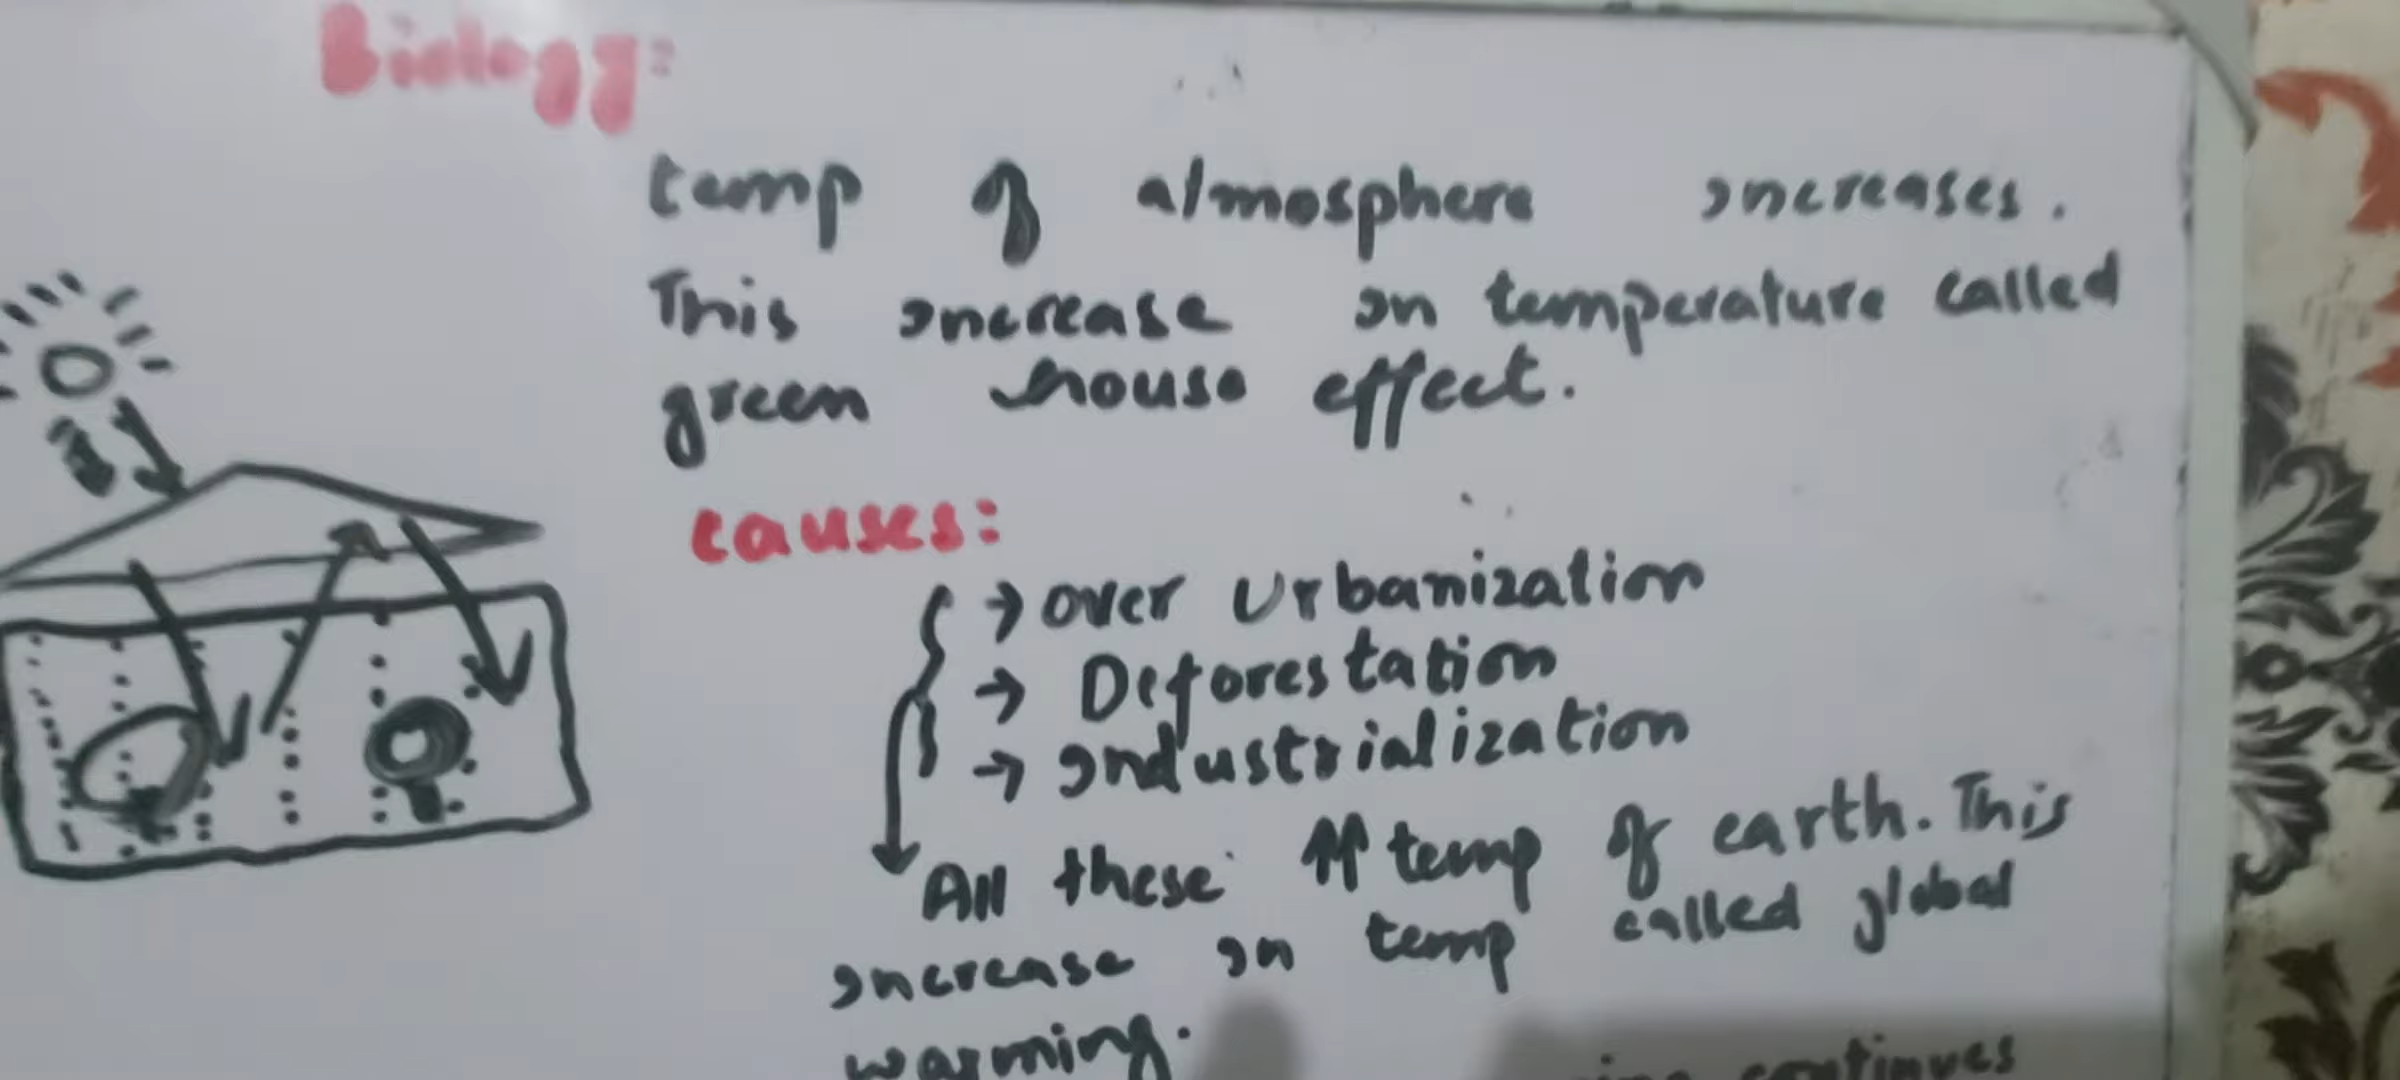 Biology:
temp of atmosphere increases.
This increase in temperature called
green house effect.
causes:
→ over Urbanization
→ Deforestation
→ industrialization
All these ↑↑ temp of earth. This
increase in temp called global
warming.
continues